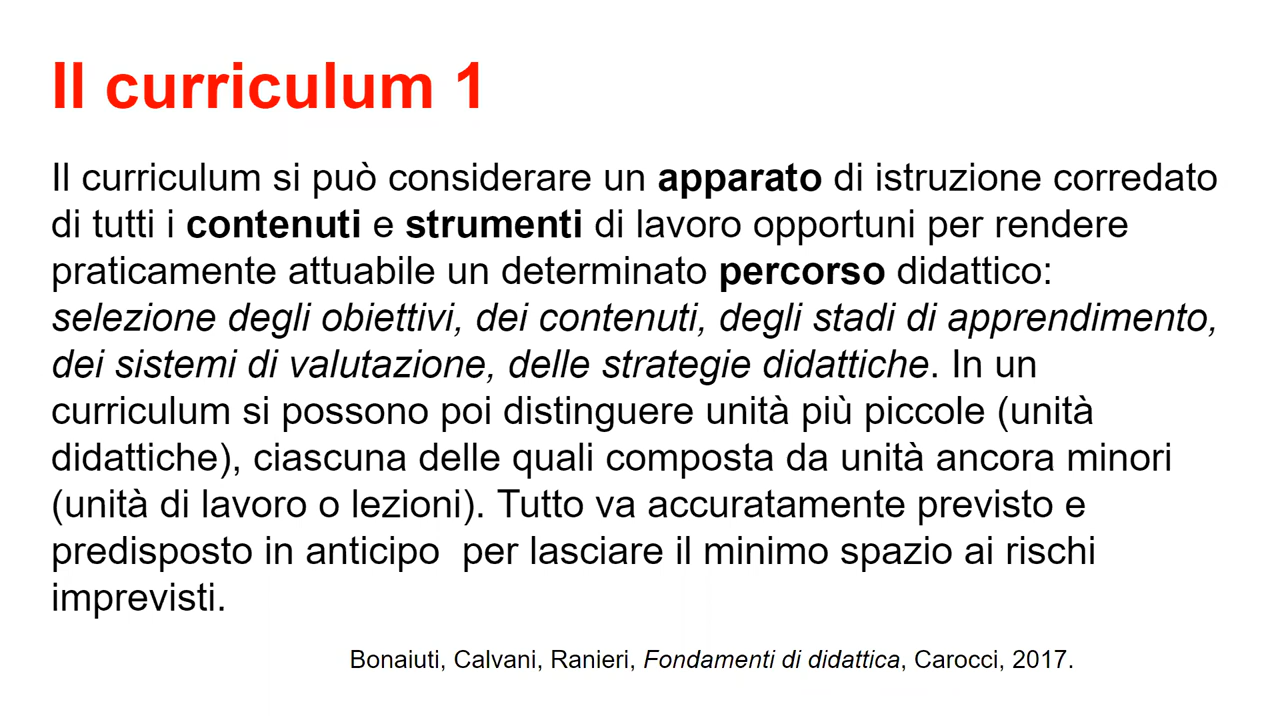 Il curriculum 1
Il curriculum si può considerare un apparato di istruzione corredato
di tutti i contenuti e strumenti di lavoro opportuni per rendere
praticamente attuabile un determinato percorso didattico:
selezione degli obiettivi, dei contenuti, degli stadi di apprendimento,
dei sistemi di valutazione, delle strategie didattiche. In un
curriculum si possono poi distinguere unità più piccole (unità
didattiche), ciascuna delle quali composta da unità ancora minori
(unità di lavoro o lezioni). Tutto va accuratamente previsto e
predisposto in anticipo  per lasciare il minimo spazio ai rischi
imprevisti.
Bonaiuti, Calvani, Ranieri, Fondamenti di didattica, Carocci, 2017.